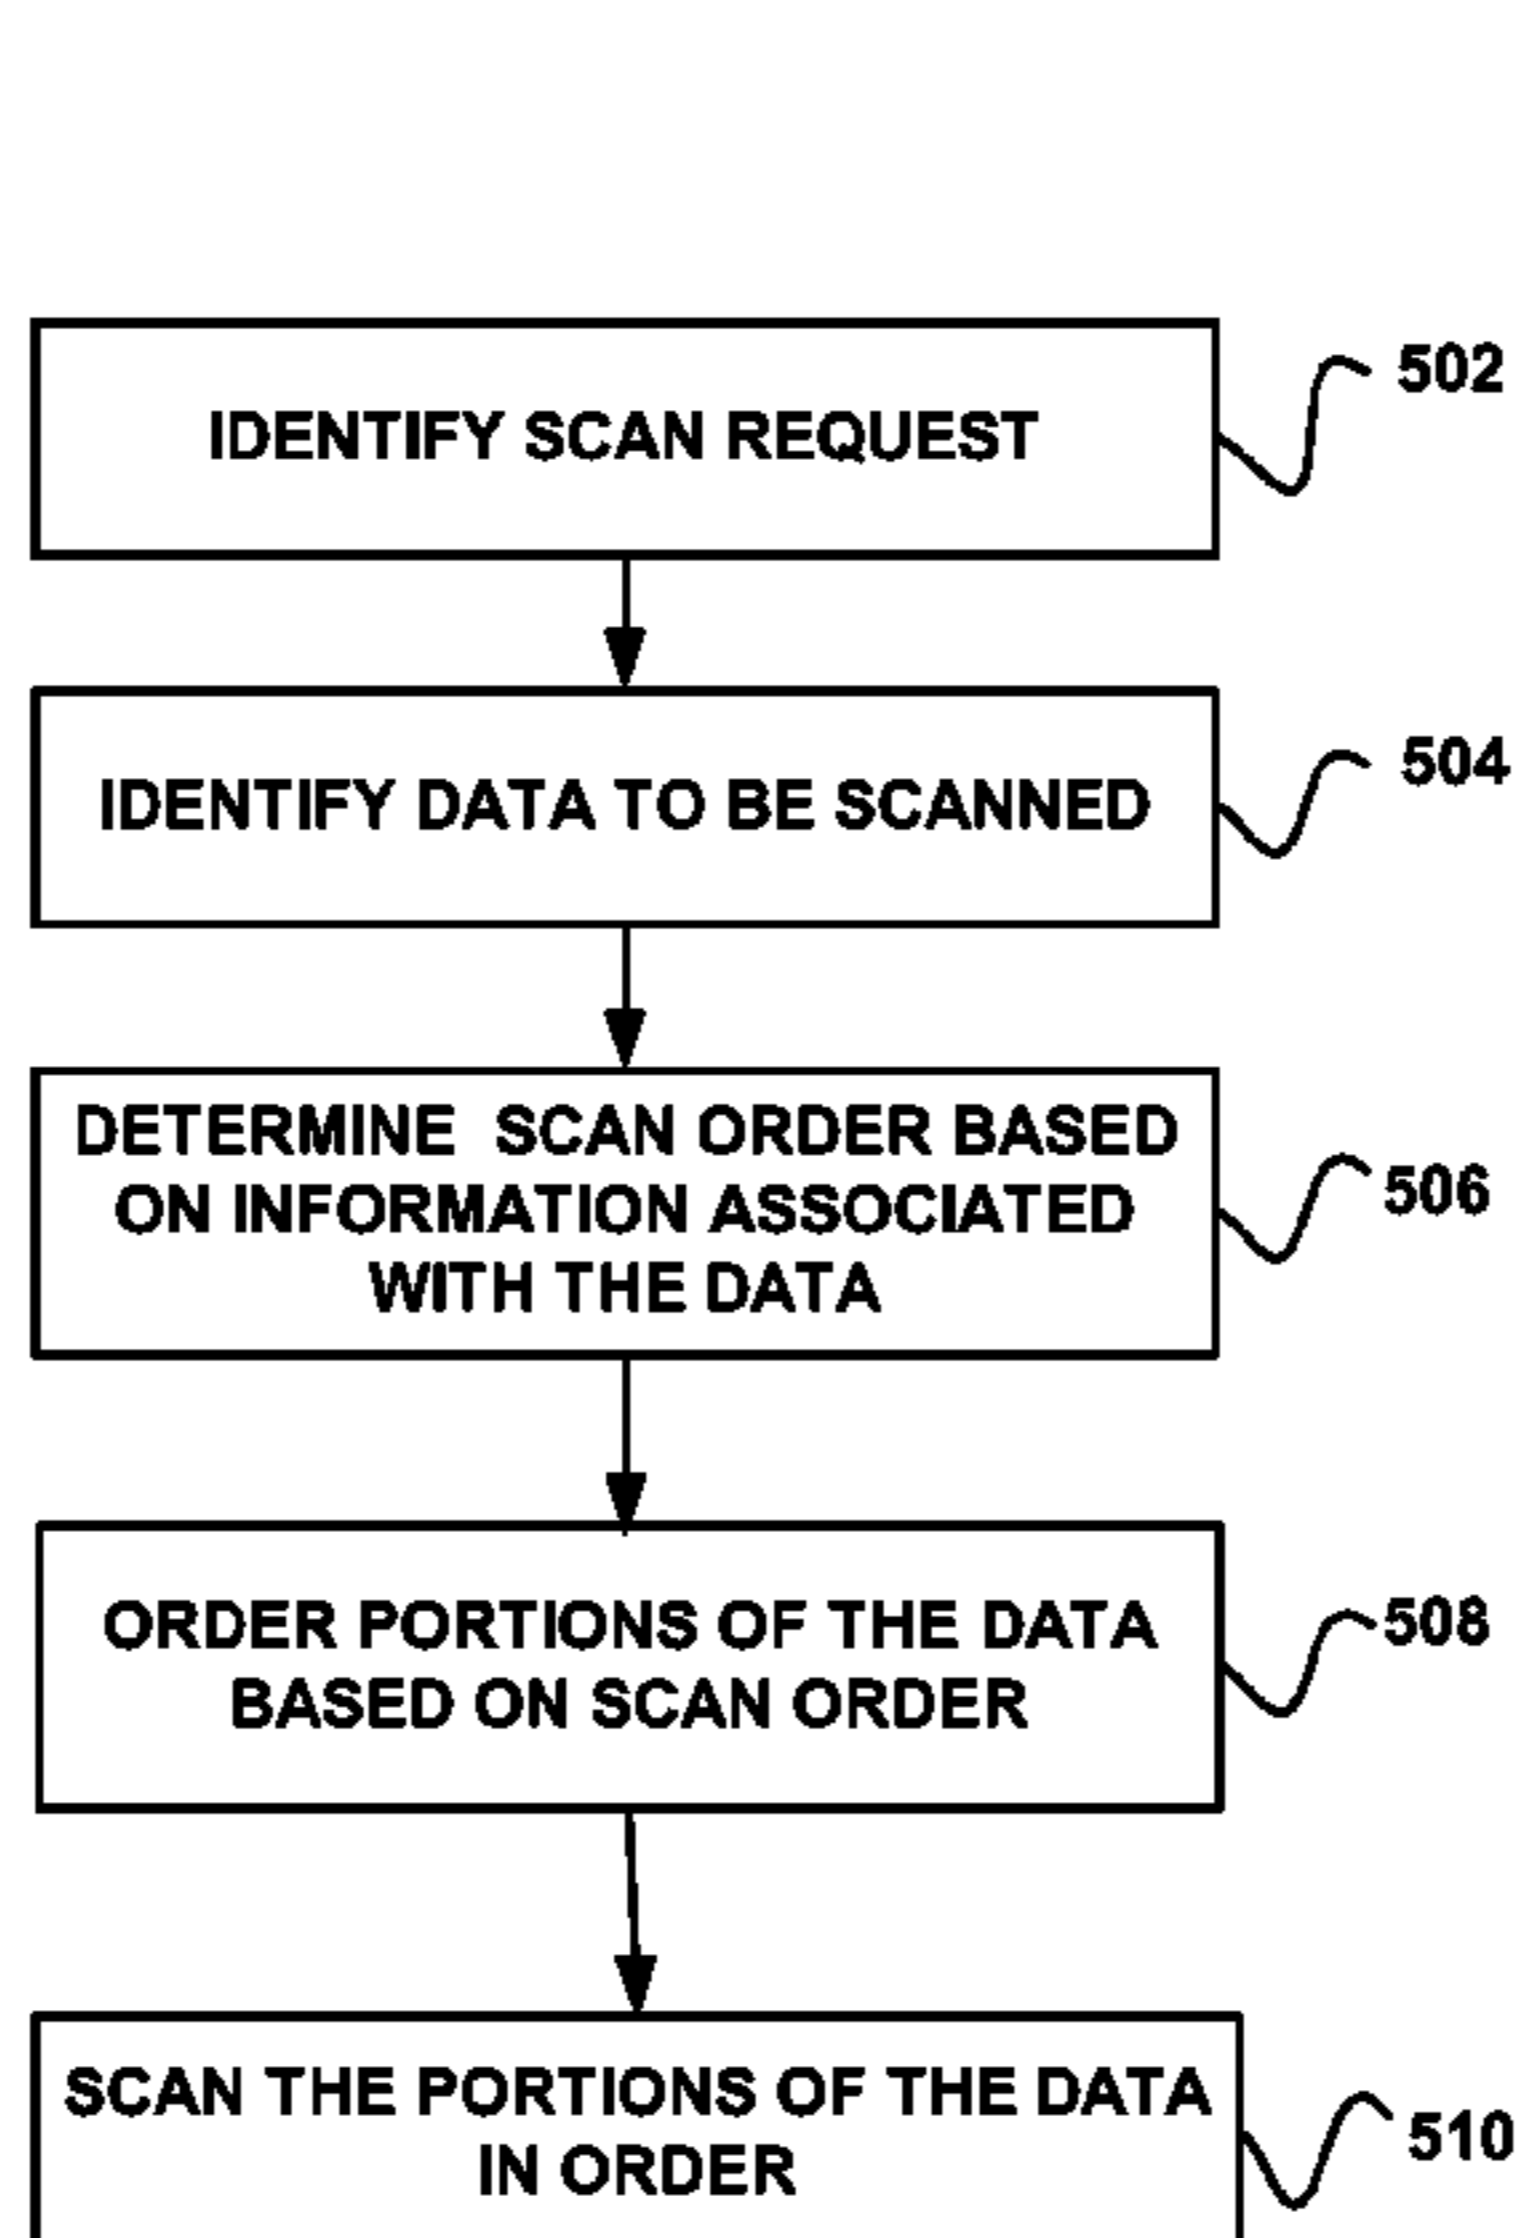 IDENTIFY SCAN REQUEST
502
IDENTIFY DATA TO BE SCANNED
504
DETERMINE SCAN ORDER BASED
ON INFORMATION ASSOCIATED
WITH THE DATA
506
ORDER PORTIONS OF THE DATA
BASED ON SCAN ORDER
508
SCAN THE PORTIONS OF THE DATA
IN ORDER
510